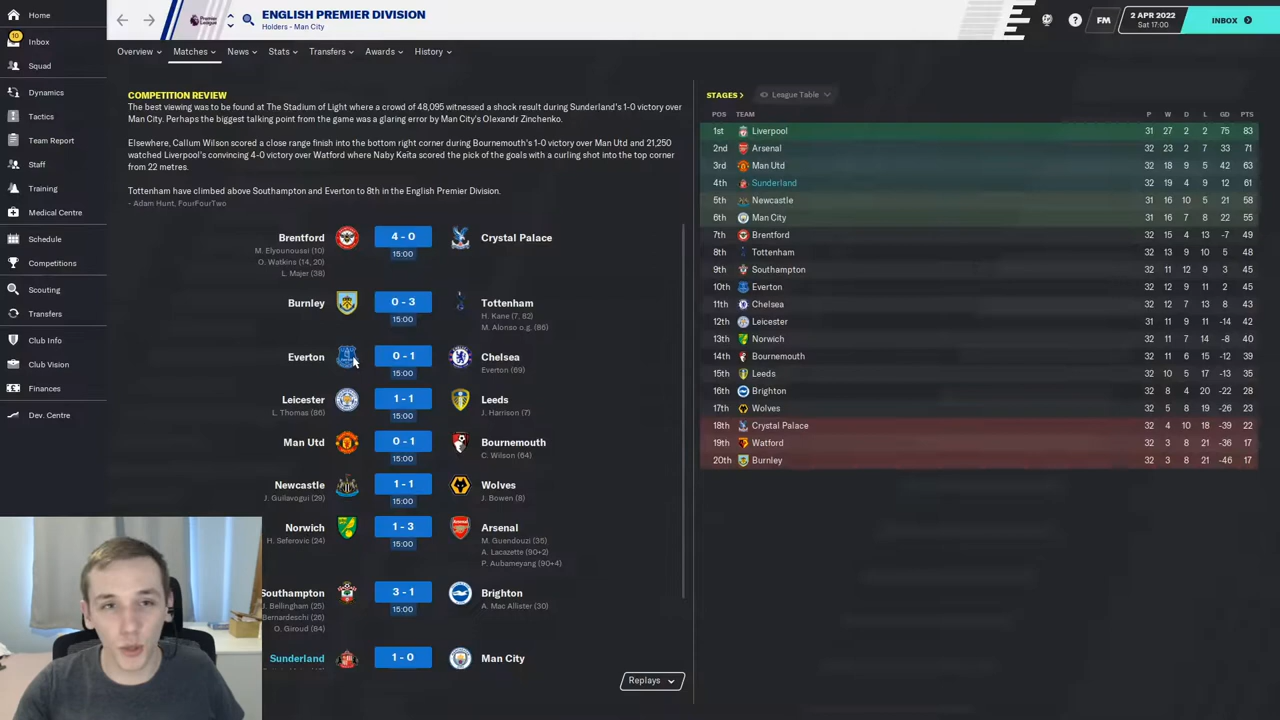 Home
10
Inbox
Squad
Dynamics
Tactics
Team Report
Staff
Training
Medical Centre
Schedule
Competitions
Scouting
Transfers
Club Info
Club Vision
Finances
Dev. Centre
ENGLISH PREMIER DIVISION
Holders - Man City
FM
2 APR 2022
Sat 17:00
INBOX
Overview
Matches
News
Stats
Transfers
Awards
History
COMPETITION REVIEW
The best viewing was to be found at The Stadium of Light where a crowd of 48,095 witnessed a shock result during Sunderland's 1-0 victory over
Man City. Perhaps the biggest talking point from the game was a glaring error by Man City's Olexandr Zinchenko.
Elsewhere, Callum Wilson scored a close range finish into the bottom right corner during Bournemouth's 1-0 victory over Man Utd and 21,250
watched Liverpool's convincing 4-0 victory over Watford where Naby Keita scored the pick of the goals with a curling shot into the top corner
from 22 metres.
Tottenham have climbed above Southampton and Everton to 8th in the English Premier Division.
- Adam Hunt, FourFourTwo
Brentford 4 - 0 Crystal Palace
M. Elyounoussi (10) 15:00
O. Watkins (14, 20)
L. Majer (38)
Burnley 0 - 3 Tottenham
15:00 H. Kane (7, 82)
M. Alonso o.g. (86)
Everton 0 - 1 Chelsea
15:00 Everton (69)
Leicester 1 - 1 Leeds
L. Thomas (86) 15:00 J. Harrison (7)
Man Utd 0 - 1 Bournemouth
15:00 C. Wilson (64)
Newcastle 1 - 1 Wolves
J. Guilavogui (29) 15:00 J. Bowen (8)
Norwich 1 - 3 Arsenal
H. Seferovic (24) 15:00 M. Guendouzi (35)
A. Lacazette (90+2)
P. Aubameyang (90+4)
Southampton 3 - 1 Brighton
J. Bellingham (25) 15:00 A. Mac Allister (30)
Bernardeschi (26)
O. Giroud (64)
Sunderland 1 - 0 Man City
Replays
STAGES > League Table
POS TEAM P W D L GD PTS
1st Liverpool 31 27 2 2 75 83
2nd Arsenal 32 23 2 7 33 71
3rd Man Utd 32 18 9 5 42 63
4th Sunderland 32 19 4 9 12 61
5th Newcastle 31 16 10 5 21 58
6th Man City 31 16 7 8 22 55
7th Brentford 32 15 4 13 -7 49
8th Tottenham 32 13 9 10 5 48
9th Southampton 32 11 12 9 3 45
10th Everton 32 12 9 11 2 45
11th Chelsea 32 12 7 13 8 43
12th Leicester 31 11 9 11 -14 42
13th Norwich 32 11 7 14 -8 40
14th Bournemouth 32 11 6 15 -12 39
15th Leeds 32 10 5 17 -13 35
16th Brighton 32 8 4 20 -22 28
17th Wolves 32 5 8 19 -26 23
18th Crystal Palace 32 4 10 18 -39 22
19th Watford 32 3 8 21 -36 17
20th Burnley 32 3 8 21 -46 17